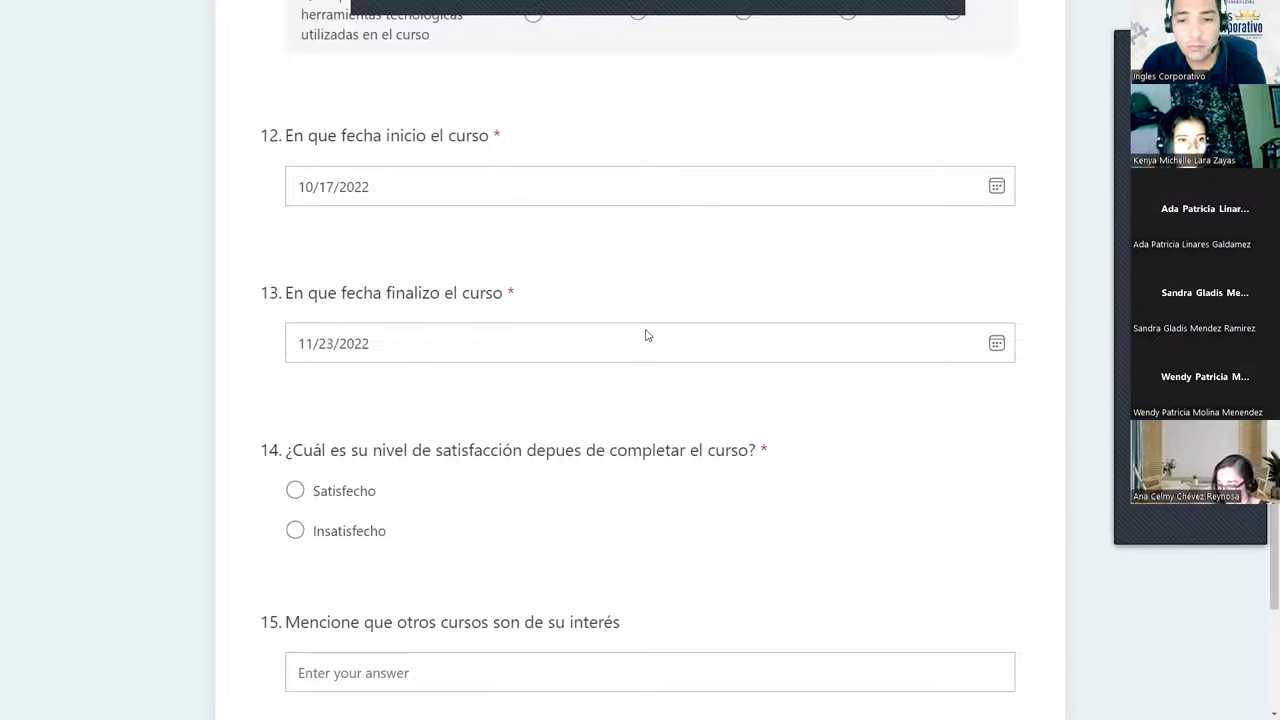 herramientas tecnológicas
utilizadas en el curso
12. En que fecha inicio el curso *
10/17/2022
13. En que fecha finalizo el curso *
11/23/2022
14. ¿Cuál es su nivel de satisfacción depues de completar el curso? *
Satisfecho
Insatisfecho
15. Mencione que otros cursos son de su interés
Enter your answer
Ingles Corporativo
Kenya Michelle Lara Zayas
Ada Patricia Linar...
Ada Patricia Linares Galdamez
Sandra Gladis Me...
Sandra Gladis Mendez Ramirez
Wendy Patricia M...
Wendy Patricia Molina Menendez
Ana Celmy Chévez Reynosa